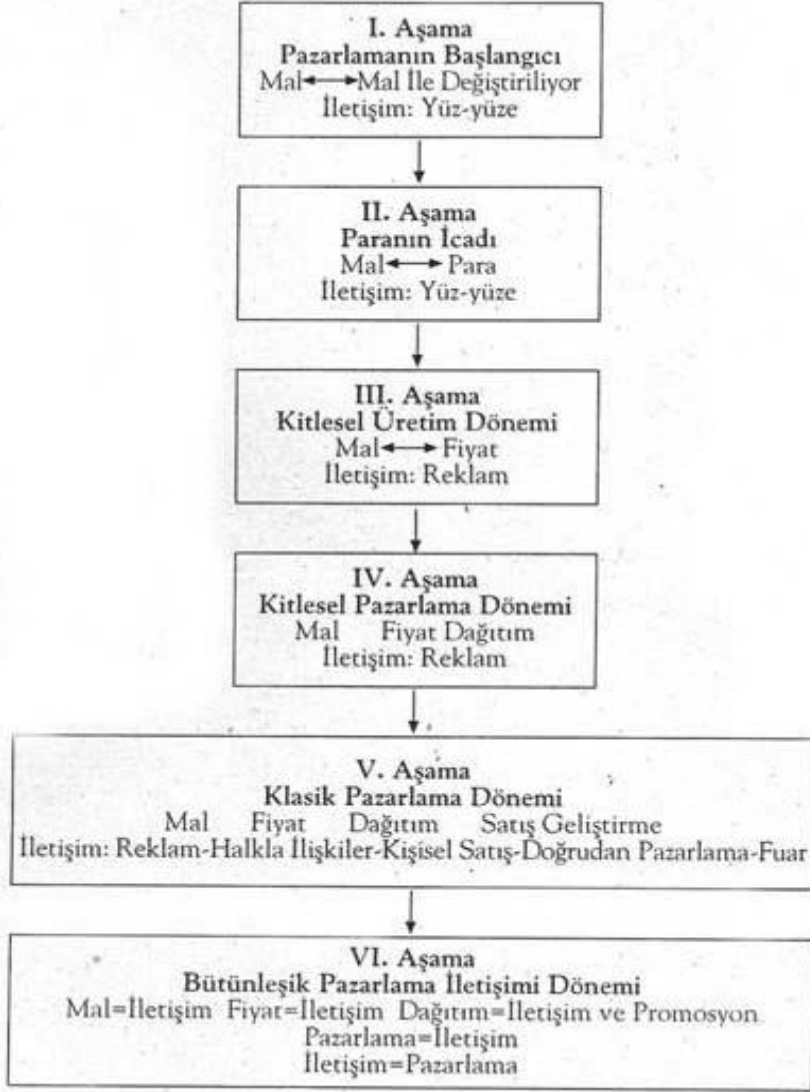 I. Aşama
Pazarlamanın Başlangıcı
Mal↔Mal İle Değiştiriliyor
İletişim: Yüz-yüze
II. Aşama
Paranın İcadı
Mal↔Para
İletişim: Yüz-yüze
III. Aşama
Kitlesel Üretim Dönemi
Mal↔Fiyat
İletişim: Reklam
IV. Aşama
Kitlesel Pazarlama Dönemi
Mal Fiyat Dağıtım
İletişim: Reklam
V. Aşama
Klasik Pazarlama Dönemi
Mal Fiyat Dağıtım Satış Geliştirme
İletişim: Reklam-Halkla İlişkiler-Kişisel Satış-Doğrudan Pazarlama-Fuar
VI. Aşama
Bütünleşik Pazarlama İletişimi Dönemi
Mal=İletişim Fiyat=İletişim Dağıtım=İletişim ve Promosyon
Pazarlama=İletişim
İletişim=Pazarlama